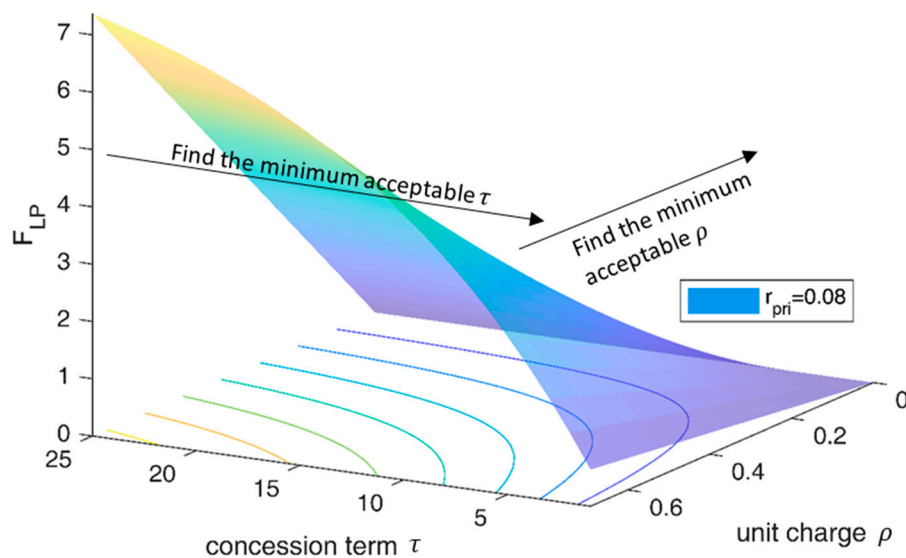 7
6
5
4
3
2
1
0
F_LP
Find the minimum acceptable τ
Find the minimum
acceptable ρ
r_pri=0.08
25
20
15
10
5
0
0.2
0.4
0.6
concession term τ
unit charge ρ